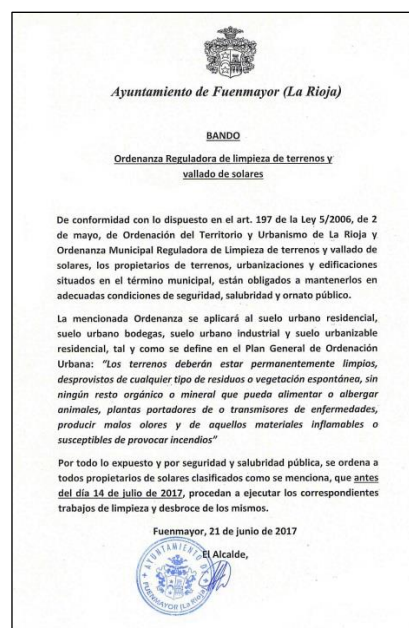 Ayuntamiento de Fuenmayor (La Rioja)
BANDO
Ordenanza Reguladora de limpieza de terrenos y
vallado de solares
De conformidad con lo dispuesto en el art. 197 de la Ley 5/2006, de 2
de mayo, de Ordenación del Territorio y Urbanismo de La Rioja y
Ordenanza Municipal Reguladora de Limpieza de terrenos y vallado de
solares, los propietarios de terrenos, urbanizaciones y edificaciones
situados en el término municipal, están obligados a mantenerlos en
adecuadas condiciones de seguridad, salubridad y ornato público.
La mencionada Ordenanza se aplicará al suelo urbano residencial,
suelo urbano bodegas, suelo urbano industrial y suelo urbanizable
residencial, tal y como se define en el Plan General de Ordenación
Urbana: “Los terrenos deberán estar permanentemente limpios,
desprovistos de cualquier tipo de residuos o vegetación espontánea, sin
ningún resto orgánico o mineral que pueda alimentar o albergar
animales, plantas portadores de o transmisores de enfermedades,
producir malos olores y de aquellos materiales inflamables o
susceptibles de provocar incendios”
Por todo lo expuesto y por seguridad y salubridad pública, se ordena a
todos propietarios de solares clasificados como se menciona, que antes
del día 14 de julio de 2017, procedan a ejecutar los correspondientes
trabajos de limpieza y desbroce de los mismos.
Fuenmayor, 21 de junio de 2017
El Alcalde,
AYUNTAMIENTO DE
FUENMAYOR (La Rioja)